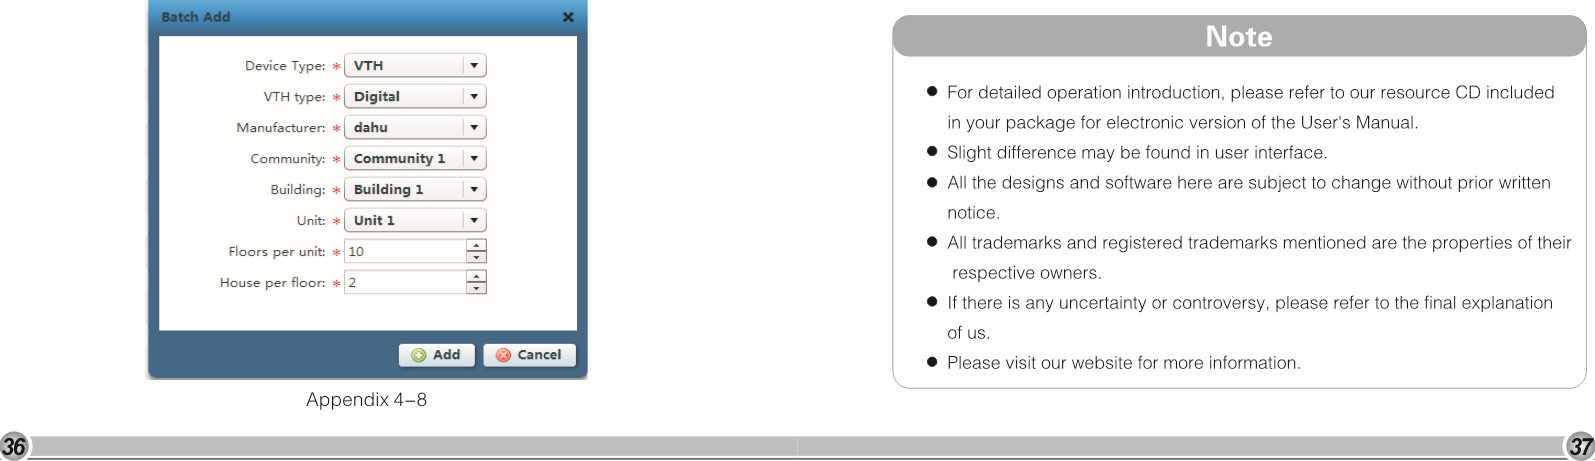 Batch Add
Device Type: * VTH
VTH type: * Digital
Manufacturer: * dahu
Community: * Community 1
Building: * Building 1
Unit: * Unit 1
Floors per unit: * 10
House per floor: * 2
Add Cancel
Appendix 4-8
36
Note
● For detailed operation introduction, please refer to our resource CD included
in your package for electronic version of the User's Manual.
● Slight difference may be found in user interface.
● All the designs and software here are subject to change without prior written
notice.
● All trademarks and registered trademarks mentioned are the properties of their
respective owners.
● If there is any uncertainty or controversy, please refer to the final explanation
of us.
● Please visit our website for more information.
37